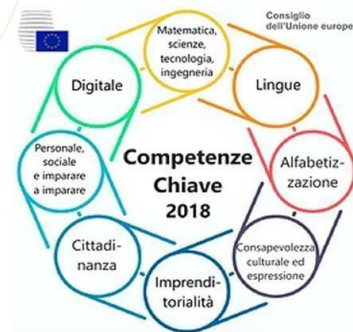 Consiglio
dell'Unione europe
Matematica,
scienze,
tecnologia,
ingegneria
Digitale
Lingue
Personale,
sociale
e imparare
a imparare
Competenze
Chiave
2018
Alfabetiz-
zazione
Cittadi-
nanza
Imprendi-
torialità
Consapevolezza
culturale ed
espressione